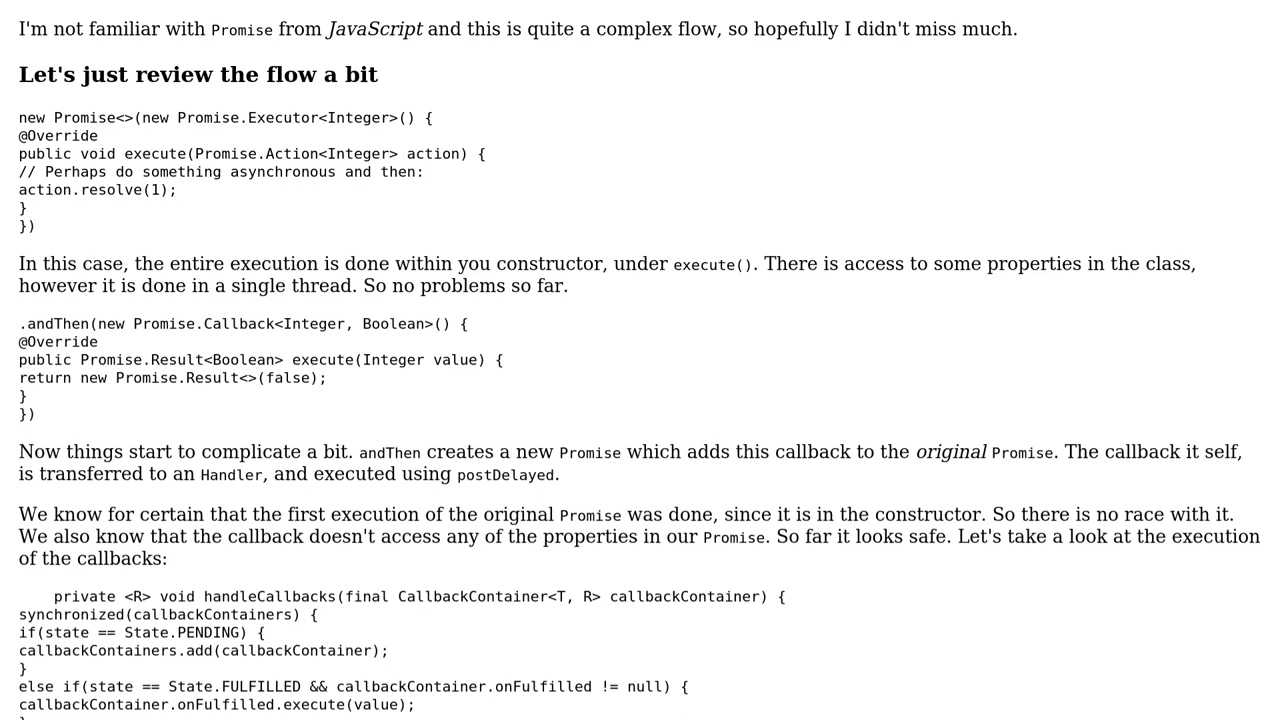 I'm not familiar with Promise from JavaScript and this is quite a complex flow, so hopefully I didn't miss much.
Let's just review the flow a bit
new Promise<>(new Promise.Executor<Integer>() {
@Override
public void execute(Promise.Action<Integer> action) {
// Perhaps do something asynchronous and then:
action.resolve(1);
}
})
In this case, the entire execution is done within you constructor, under execute(). There is access to some properties in the class,
however it is done in a single thread. So no problems so far.
.andThen(new Promise.Callback<Integer, Boolean>() {
@Override
public Promise.Result<Boolean> execute(Integer value) {
return new Promise.Result<>(false);
}
})
Now things start to complicate a bit. andThen creates a new Promise which adds this callback to the original Promise. The callback it self,
is transferred to an Handler, and executed using postDelayed.
We know for certain that the first execution of the original Promise was done, since it is in the constructor. So there is no race with it.
We also know that the callback doesn't access any of the properties in our Promise. So far it looks safe. Let's take a look at the execution
of the callbacks:
private <R> void handleCallbacks(final CallbackContainer<T, R> callbackContainer) {
synchronized(callbackContainers) {
if(state == State.PENDING) {
callbackContainers.add(callbackContainer);
}
else if(state == State.FULFILLED && callbackContainer.onFulfilled != null) {
callbackContainer.onFulfilled.execute(value);
}